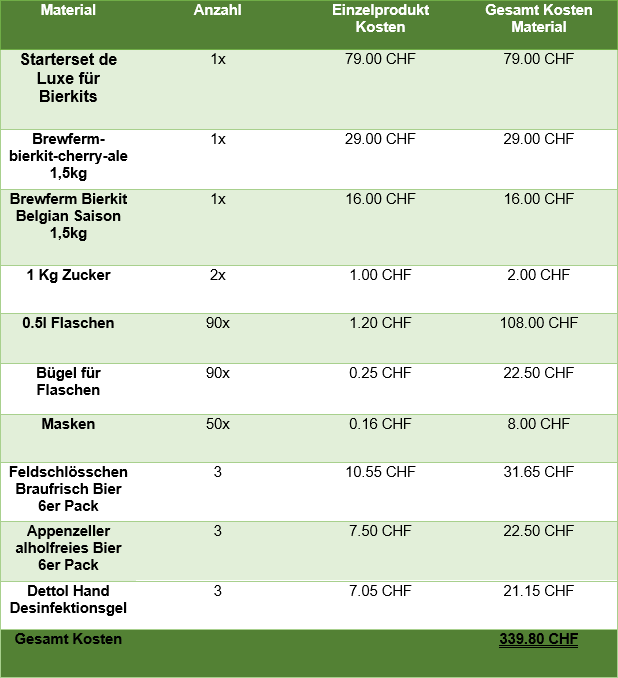 Material Anzahl Einzelprodukt Kosten Gesamt Kosten Material
Starterset de Luxe für Bierkits 1x 79.00 CHF 79.00 CHF
Brewferm-bierkit-cherry-ale 1,5kg 1x 29.00 CHF 29.00 CHF
Brewferm Bierkit Belgian Saison 1,5kg 1x 16.00 CHF 16.00 CHF
1 Kg Zucker 2x 1.00 CHF 2.00 CHF
0.5l Flaschen 90x 1.20 CHF 108.00 CHF
Bügel für Flaschen 90x 0.25 CHF 22.50 CHF
Masken 50x 0.16 CHF 8.00 CHF
Feldschlösschen Braufrisch Bier 6er Pack 3 10.55 CHF 31.65 CHF
Appenzeller alholfreies Bier 6er Pack 3 7.50 CHF 22.50 CHF
Dettol Hand Desinfektionsgel 3 7.05 CHF 21.15 CHF
Gesamt Kosten 339.80 CHF